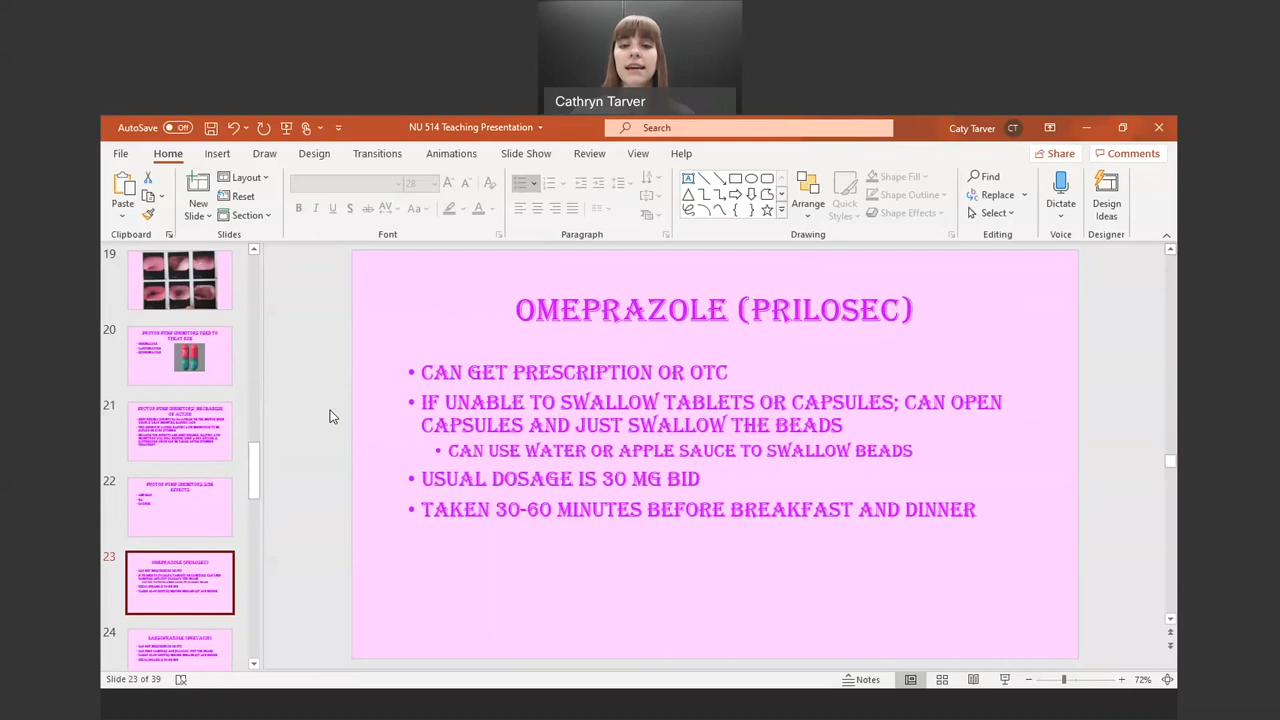 Cathryn Tarver
AutoSave Off
NU 514 Teaching Presentation
Search
Caty Tarver CT
File Home Insert Draw Design Transitions Animations Slide Show Review View Help
Share Comments
Paste
Clipboard
New
Slide
Layout
Reset
Section
Slides
28
Font
Paragraph
Arrange
Quick
Styles
Shape Fill
Shape Outline
Shape Effects
Drawing
Find
Replace
Select
Editing
Dictate
Voice
Design
Ideas
Designer
19
20
21
22
23
24
OMEPRAZOLE (PRILOSEC)
• CAN GET PRESCRIPTION OR OTC
• IF UNABLE TO SWALLOW TABLETS OR CAPSULES: CAN OPEN
CAPSULES AND JUST SWALLOW THE BEADS
• CAN USE WATER OR APPLE SAUCE TO SWALLOW BEADS
• USUAL DOSAGE IS 30 MG BID
• TAKEN 30-60 MINUTES BEFORE BREAKFAST AND DINNER
Slide 23 of 39
Notes
72%